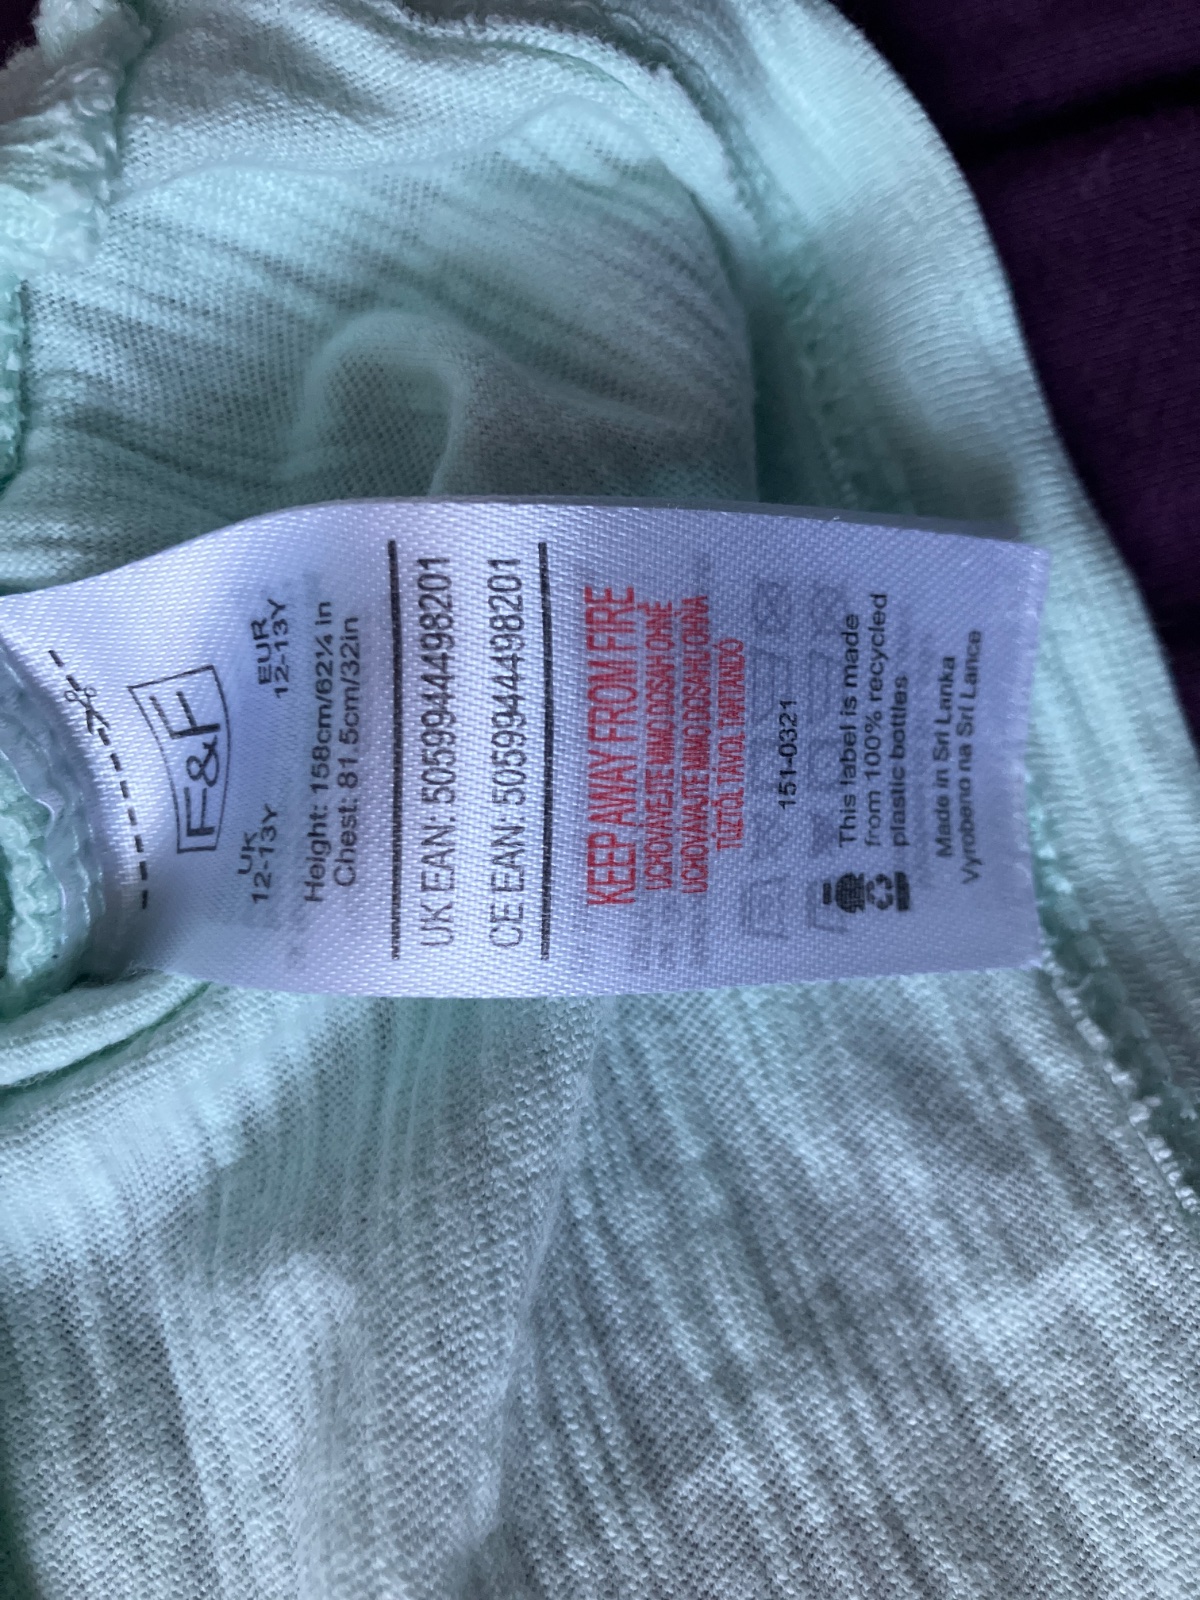 F&F
UK EUR
12-13Y 12-13Y
Height: 158cm/62¼ in
Chest: 81.5cm/32in
UK EAN: 5059944498201
CE EAN: 5059944498201
KEEP AWAY FROM FIRE
UCHOVÁVEJTE MIMO DOSAH OHNĚ
UCHOVÁVAJTE MIMO DOSAHU OHŇA
TŰZTŐL TÁVOL TARTANDÓ
151-0321
This label is made
from 100% recycled
plastic bottles
Made in Sri Lanka
Vyrobeno na Srí Lance